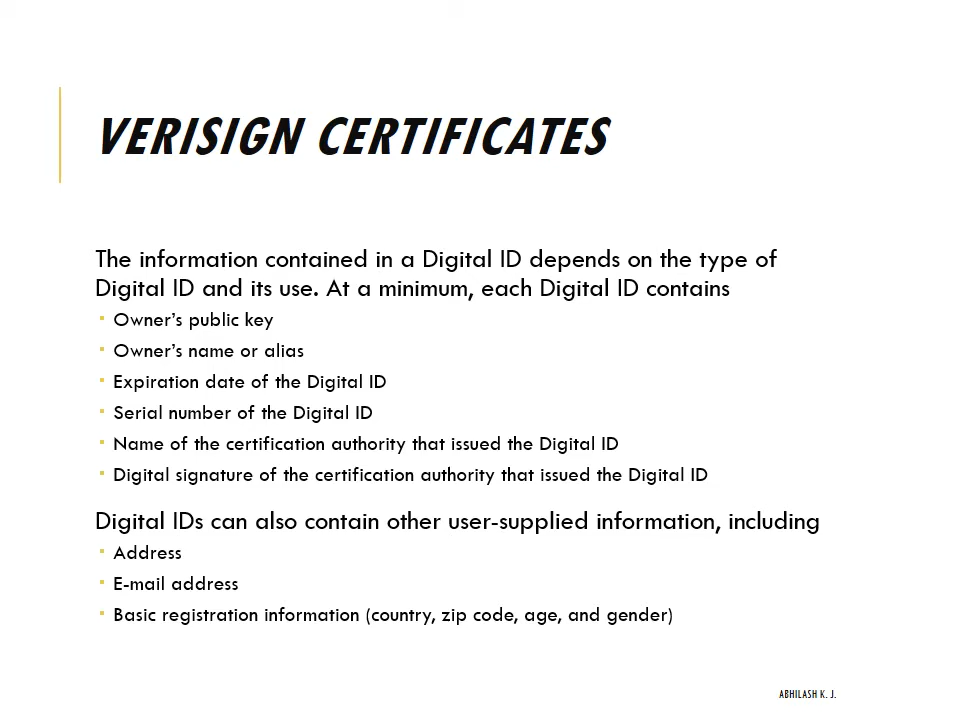 VERISIGN CERTIFICATES
The information contained in a Digital ID depends on the type of
Digital ID and its use. At a minimum, each Digital ID contains
Owner's public key
Owner's name or alias
Expiration date of the Digital ID
Serial number of the Digital ID
Name of the certification authority that issued the Digital ID
Digital signature of the certification authority that issued the Digital ID
Digital IDs can also contain other user-supplied information, including
Address
E-mail address
Basic registration information (country, zip code, age, and gender)
ABHILASH K. J.